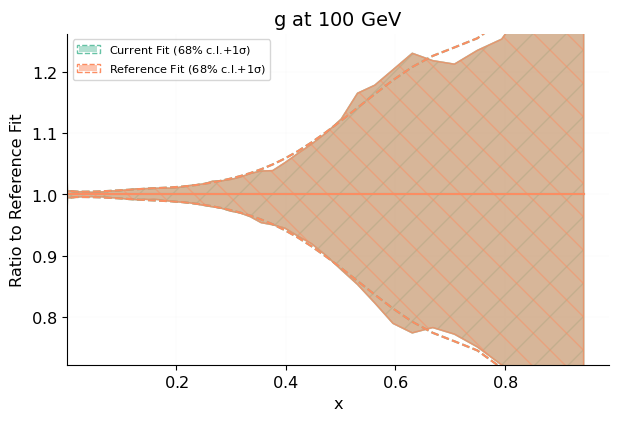 g at 100 GeV
Current Fit (68% c.l.+1σ)
Reference Fit (68% c.l.+1σ)
Ratio to Reference Fit
1.2
1.1
1.0
0.9
0.8
0.2 0.4 0.6 0.8
x